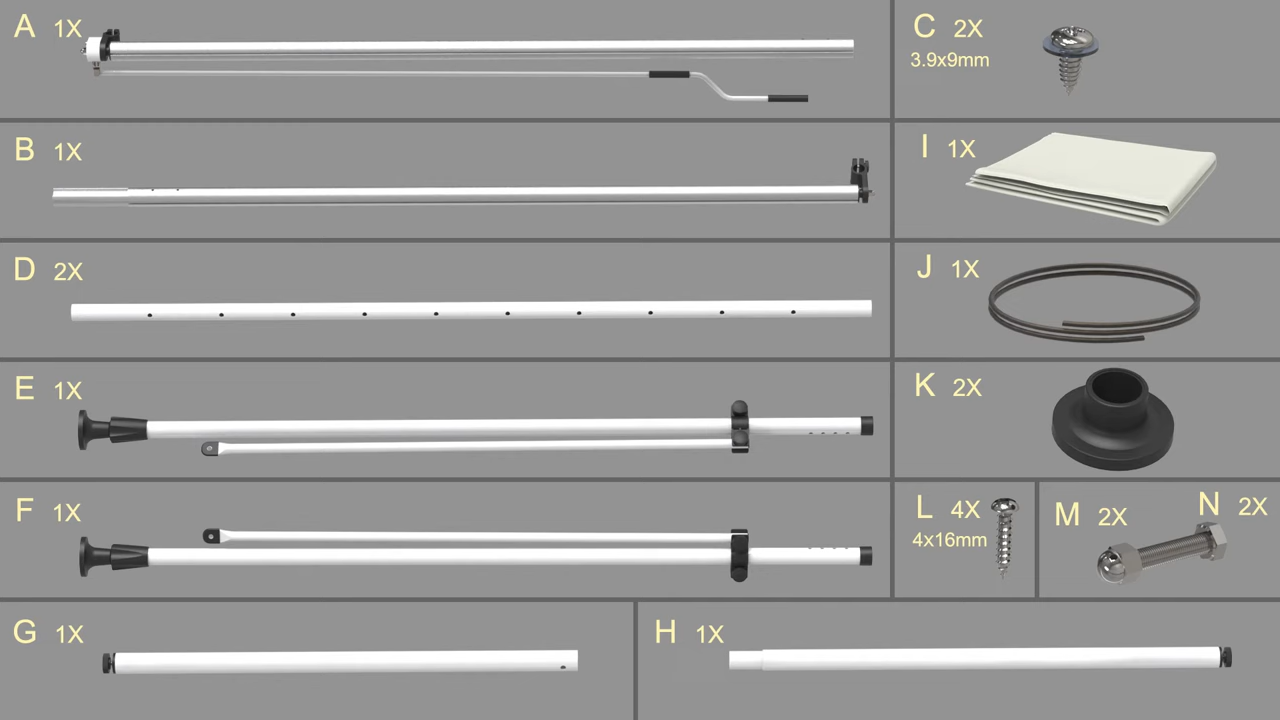 A 1X
C 2X
3.9x9mm
B 1X
I 1X
D 2X
J 1X
E 1X
K 2X
F 1X
L 4X
4x16mm
M 2X
N 2X
G 1X
H 1X